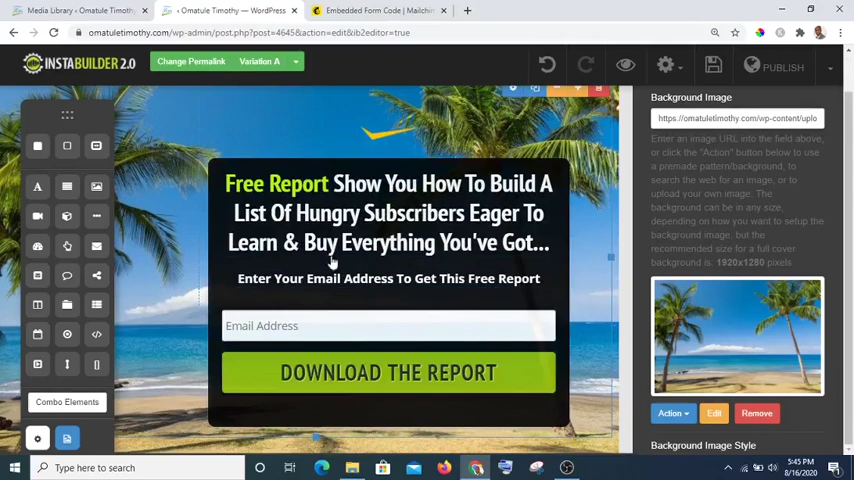 Media Library ‹ Omatule Timothy
‹ Omatule Timothy — WordPress
Embedded Form Code | Mailchim
omatuletimothy.com/wp-admin/post.php?post=4645&action=edit&ib2editor=true
INSTABUILDER 2.0
Change Permalink
Variation A
PUBLISH
Background Image
https://omatuletimothy.com/wp-content/uplo
Enter an image URL into the field above,
or click the "Action" button below to use
a premade pattern/background, to
search the web for an image, or to
upload your own image. The
background can be in any size,
depending on how you want to setup the
background image, but the
recommended size for a full cover
background is: 1920x1280 pixels
Free Report Show You How To Build A
List Of Hungry Subscribers Eager To
Learn & Buy Everything You've Got...
Enter Your Email Address To Get This Free Report
Email Address
DOWNLOAD THE REPORT
Combo Elements
Action
Edit
Remove
Background Image Style
Type here to search
5:45 PM
8/16/2020